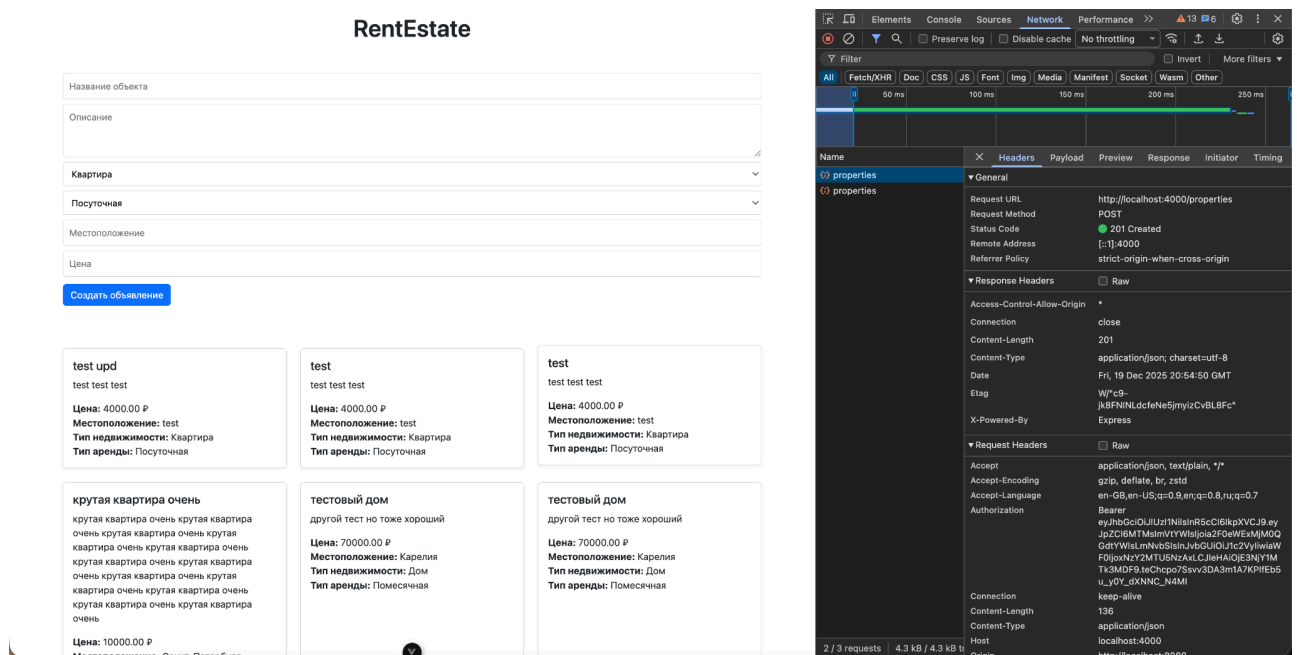 RentEstate
Название объекта
Описание
Квартира
Посуточная
Местоположение
Цена
Создать объявление
test upd
test test test
Цена: 4000.00 ₽
Местоположение: test
Тип недвижимости: Квартира
Тип аренды: Посуточная
test
test test test
Цена: 4000.00 ₽
Местоположение: test
Тип недвижимости: Квартира
Тип аренды: Посуточная
test
test test test
Цена: 4000.00 ₽
Местоположение: test
Тип недвижимости: Квартира
Тип аренды: Посуточная
крутая квартира очень
крутая квартира очень крутая квартира
очень крутая квартира очень крутая
квартира очень крутая квартира очень
крутая квартира очень крутая квартира
очень крутая квартира очень крутая
квартира очень крутая квартира очень
крутая квартира очень крутая квартира
очень
Цена: 10000.00 ₽
тестовый дом
другой тест но тоже хороший
Цена: 70000.00 ₽
Местоположение: Карелия
Тип недвижимости: Дом
Тип аренды: Помесячная
тестовый дом
другой тест но тоже хороший
Цена: 70000.00 ₽
Местоположение: Карелия
Тип недвижимости: Дом
Тип аренды: Помесячная
Elements Console Sources Network Performance 13 6
Preserve log Disable cache No throttling
Filter Invert More filters
All Fetch/XHR Doc CSS JS Font Img Media Manifest Socket Wasm Other
50 ms 100 ms 150 ms 200 ms 250 ms
Name
properties
properties
Headers Payload Preview Response Initiator Timing
General
Request URL http://localhost:4000/properties
Request Method POST
Status Code 201 Created
Remote Address [::1]:4000
Referrer Policy strict-origin-when-cross-origin
Response Headers Raw
Access-Control-Allow-Origin *
Connection close
Content-Length 201
Content-Type application/json; charset=utf-8
Date Fri, 19 Dec 2025 20:54:50 GMT
Etag W/"c9-
X-Powered-By Express
Request Headers Raw
Accept application/json, text/plain, */*
Accept-Encoding gzip, deflate, br, zstd
Accept-Language en-GB,en-US;q=0.9,en;q=0.8,ru;q=0.7
Authorization Bearer
Connection keep-alive
Content-Length 136
Content-Type application/json
Host localhost:4000
2 / 3 requests 4.3 kB / 4.3 kB